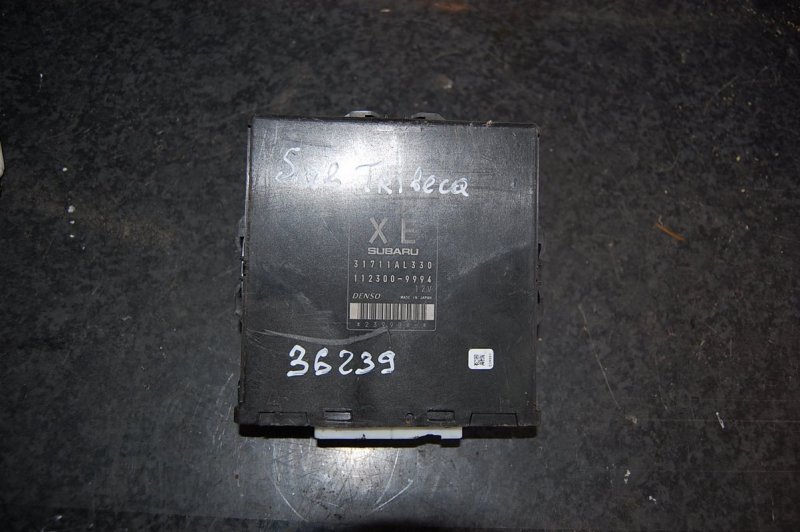 Sub Tribeca
XE
SUBARU
31711AL330
112300-9994
12V
DENSO MADE IN JAPAN
36239